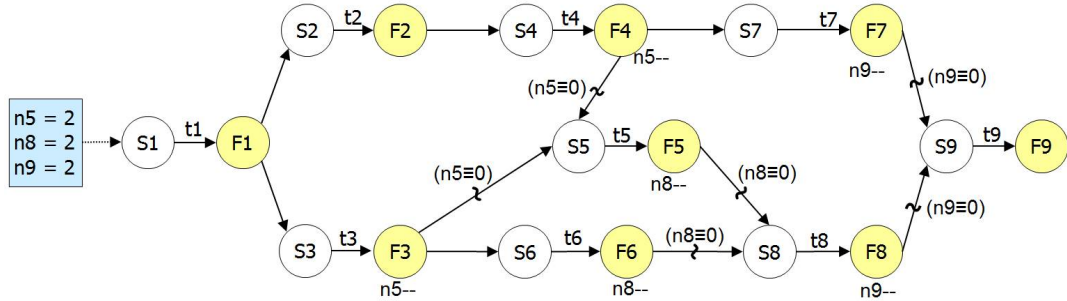 n5 = 2
n8 = 2
n9 = 2
S1
t1
F1
S2
t2
F2
S4
t4
F4
n5--
S7
t7
F7
n9--
(n5≡0)
(n9≡0)
S5
t5
F5
n8--
(n5≡0)
(n8≡0)
S9
t9
F9
S3
t3
F3
n5--
S6
t6
F6
n8--
(n8≡0)
S8
t8
F8
n9--
(n9≡0)